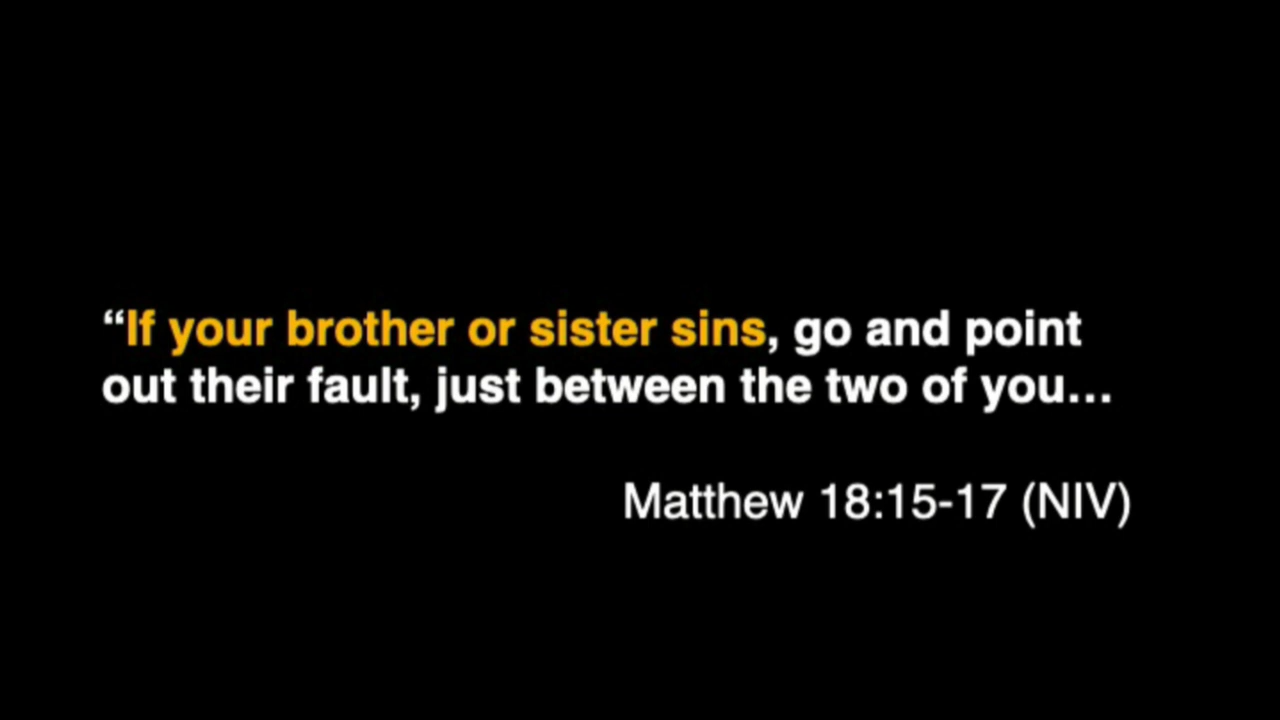 “If your brother or sister sins, go and point
out their fault, just between the two of you...
Matthew 18:15-17 (NIV)